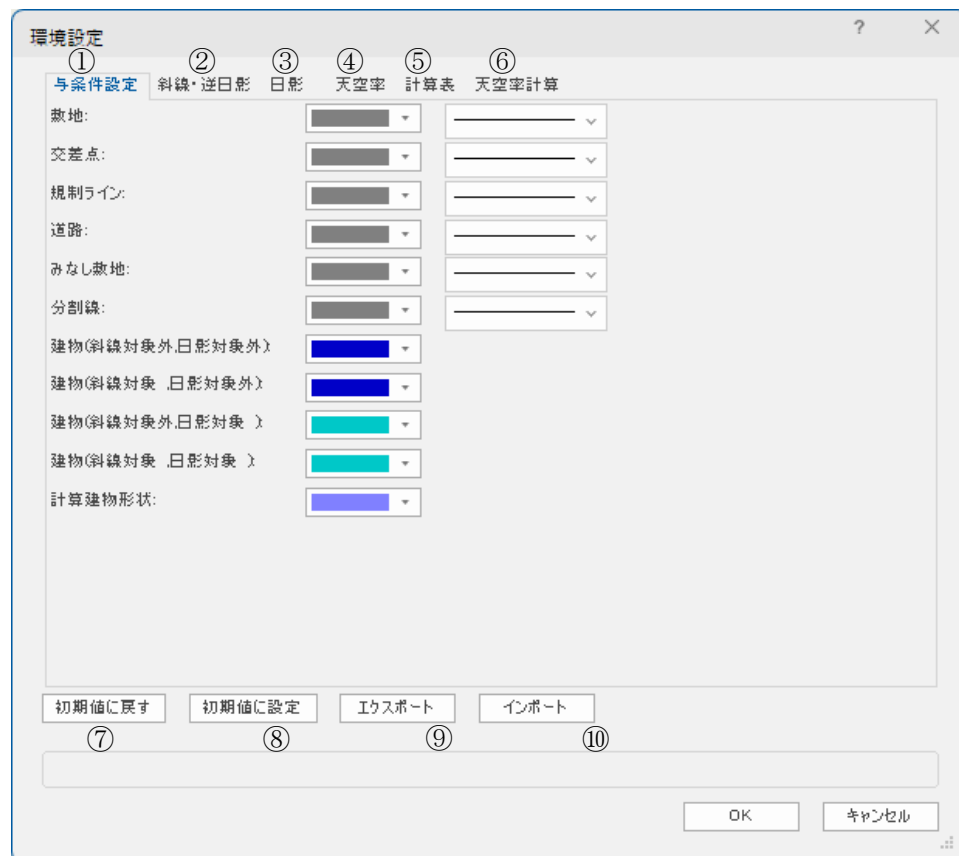 環境設定
? ×
① ② ③ ④ ⑤ ⑥
与条件設定 斜線・逆日影 日影 天空率 計算表 天空率計算
敷地:
交差点:
規制ライン:
道路:
みなし敷地:
分割線:
建物(斜線対象外,日影対象外):
建物(斜線対象 ,日影対象外):
建物(斜線対象外,日影対象 ):
建物(斜線対象 ,日影対象 ):
計算建物形状:
初期値に戻す 初期値に設定 エクスポート インポート
⑦ ⑧ ⑨ ⑩
OK キャンセル